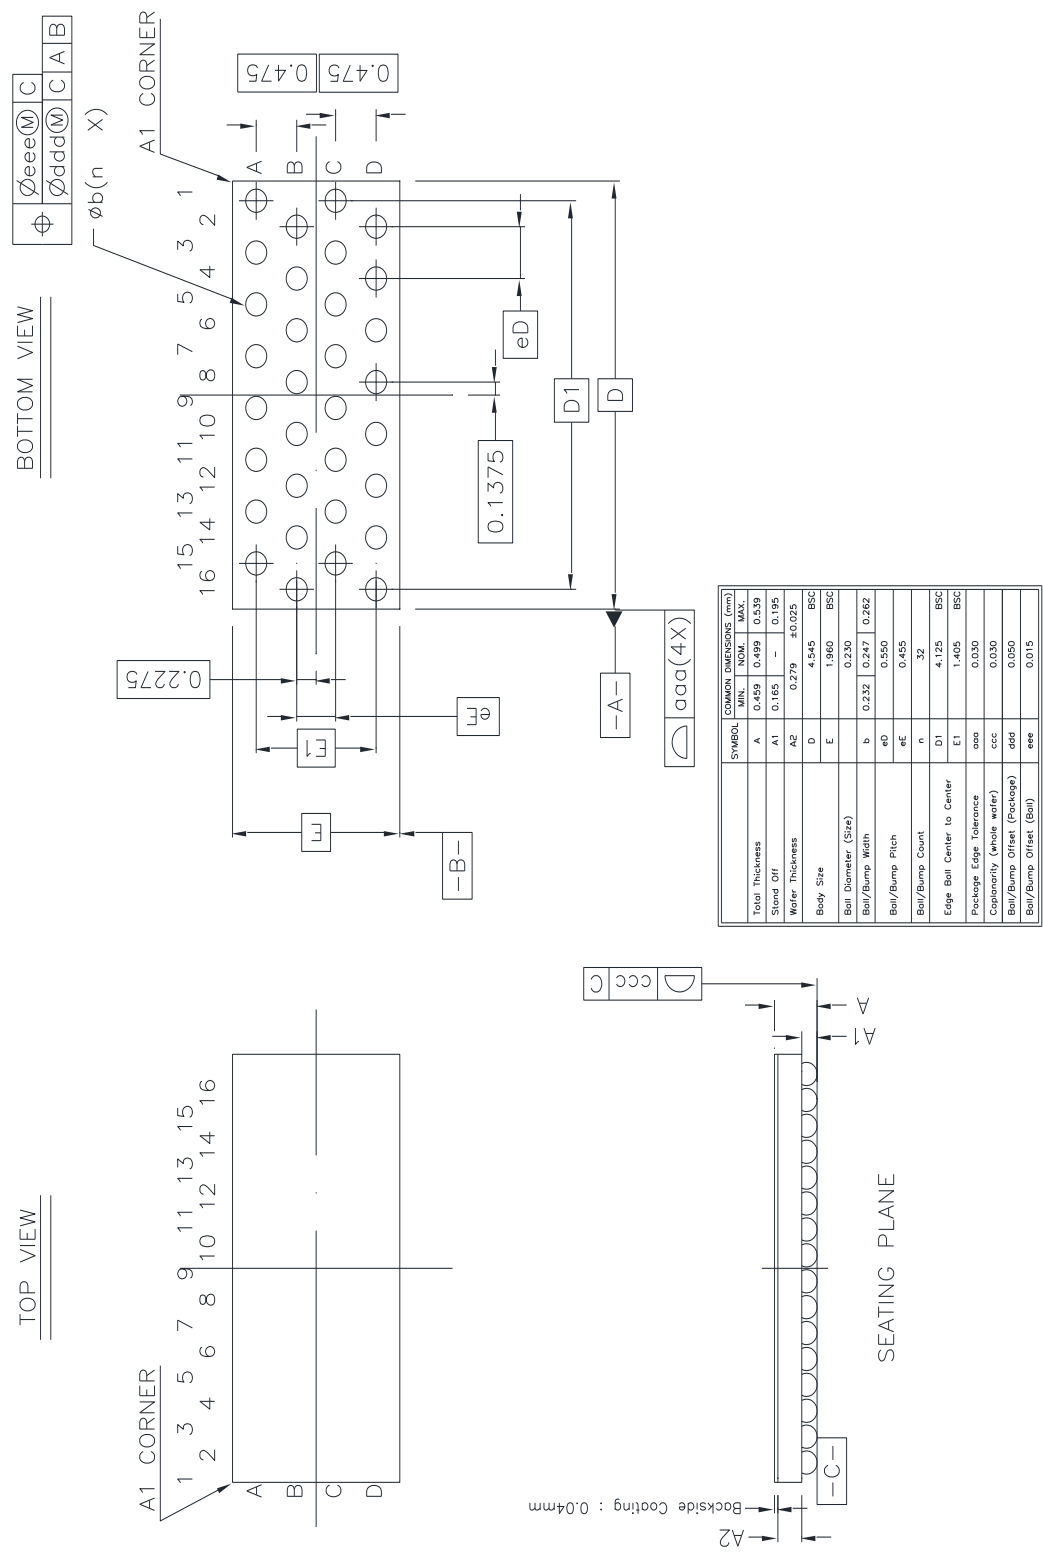 TOP VIEW
A1 CORNER
1 3 5 7 9 11 13 15
2 4 6 8 10 12 14 16
A
B
C
D
BOTTOM VIEW
⌖ Øeee Ⓜ C
Øddd Ⓜ C A B
Øb(n X)
A1 CORNER
16 15 14 13 12 11 10 9 8 7 6 5 4 3 2 1
A
B
C
D
0.475
0.475
0.2275
eE
E1
E
-B-
eD
0.1375
D1
D
-A-
⌓ aaa(4X)
Backside Coating : 0.04mm
A2
-C-
SEATING PLANE
A1
A
⌓ ccc C
SYMBOL COMMON DIMENSIONS (mm)
MIN. NOM. MAX.
Total Thickness A 0.459 0.499 0.539
Stand Off A1 0.165 – 0.195
Wafer Thickness A2 0.279 ±0.025
Body Size D 4.545 BSC
E 1.960 BSC
Ball Diameter (Size) 0.230
Ball/Bump Width b 0.232 0.247 0.262
Ball/Bump Pitch eD 0.550
eE 0.455
Ball/Bump Count n 32
Edge Ball Center to Center D1 4.125 BSC
E1 1.405 BSC
Package Edge Tolerance aaa 0.030
Coplanarity (whole wafer) ccc 0.030
Ball/Bump Offset (Package) ddd 0.050
Ball/Bump Offset (Ball) eee 0.015